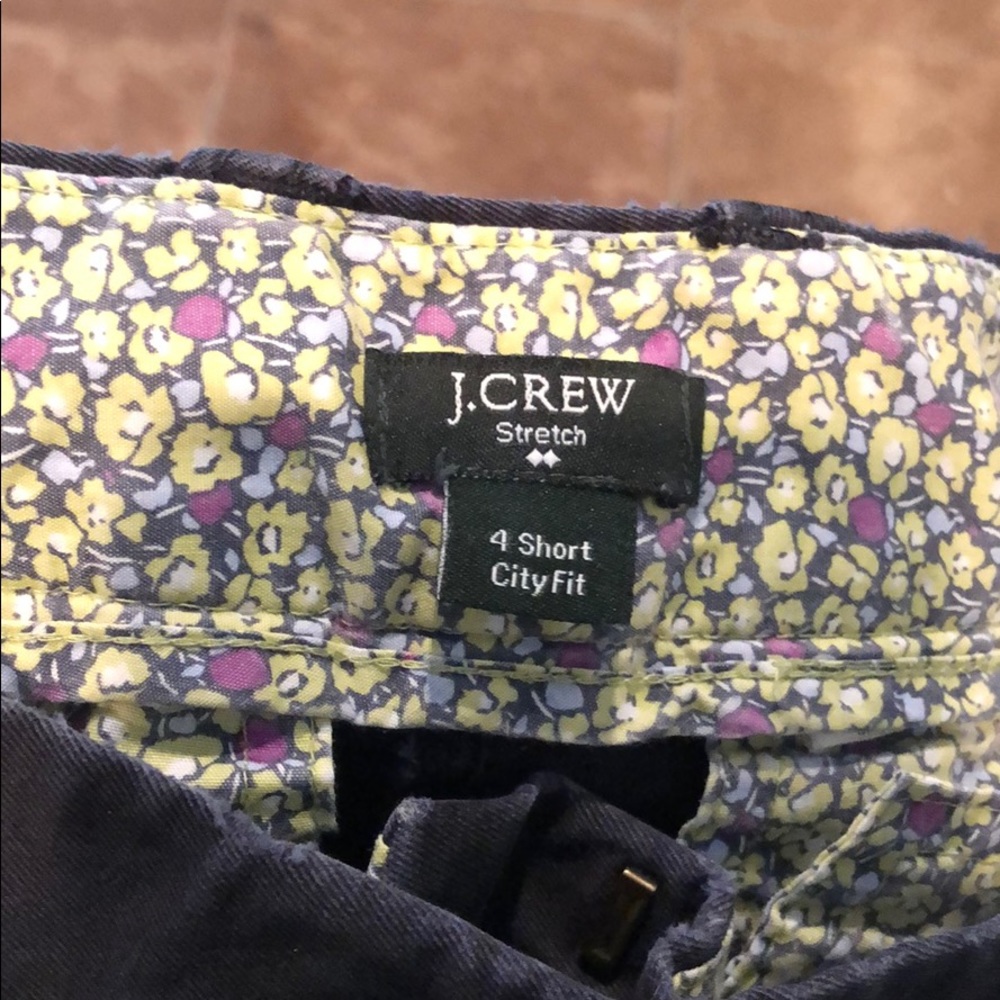 J.CREW
Stretch
4 Short
City Fit